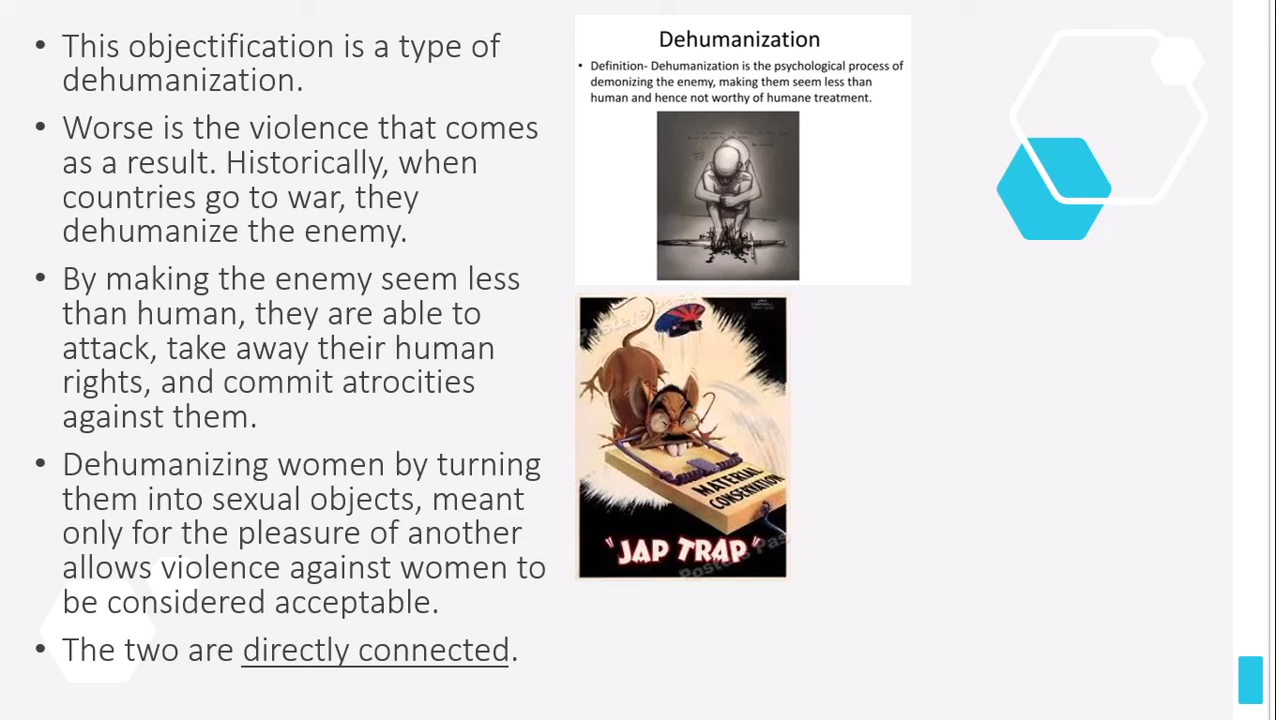 • This objectification is a type of
dehumanization.
• Worse is the violence that comes
as a result. Historically, when
countries go to war, they
dehumanize the enemy.
• By making the enemy seem less
than human, they are able to
attack, take away their human
rights, and commit atrocities
against them.
• Dehumanizing women by turning
them into sexual objects, meant
only for the pleasure of another
allows violence against women to
be considered acceptable.
• The two are directly connected.
Dehumanization
• Definition- Dehumanization is the psychological process of
demonizing the enemy, making them seem less than
human and hence not worthy of humane treatment.
MATERIAL
CONSERVATION
"JAP TRAP"
Posters Pas